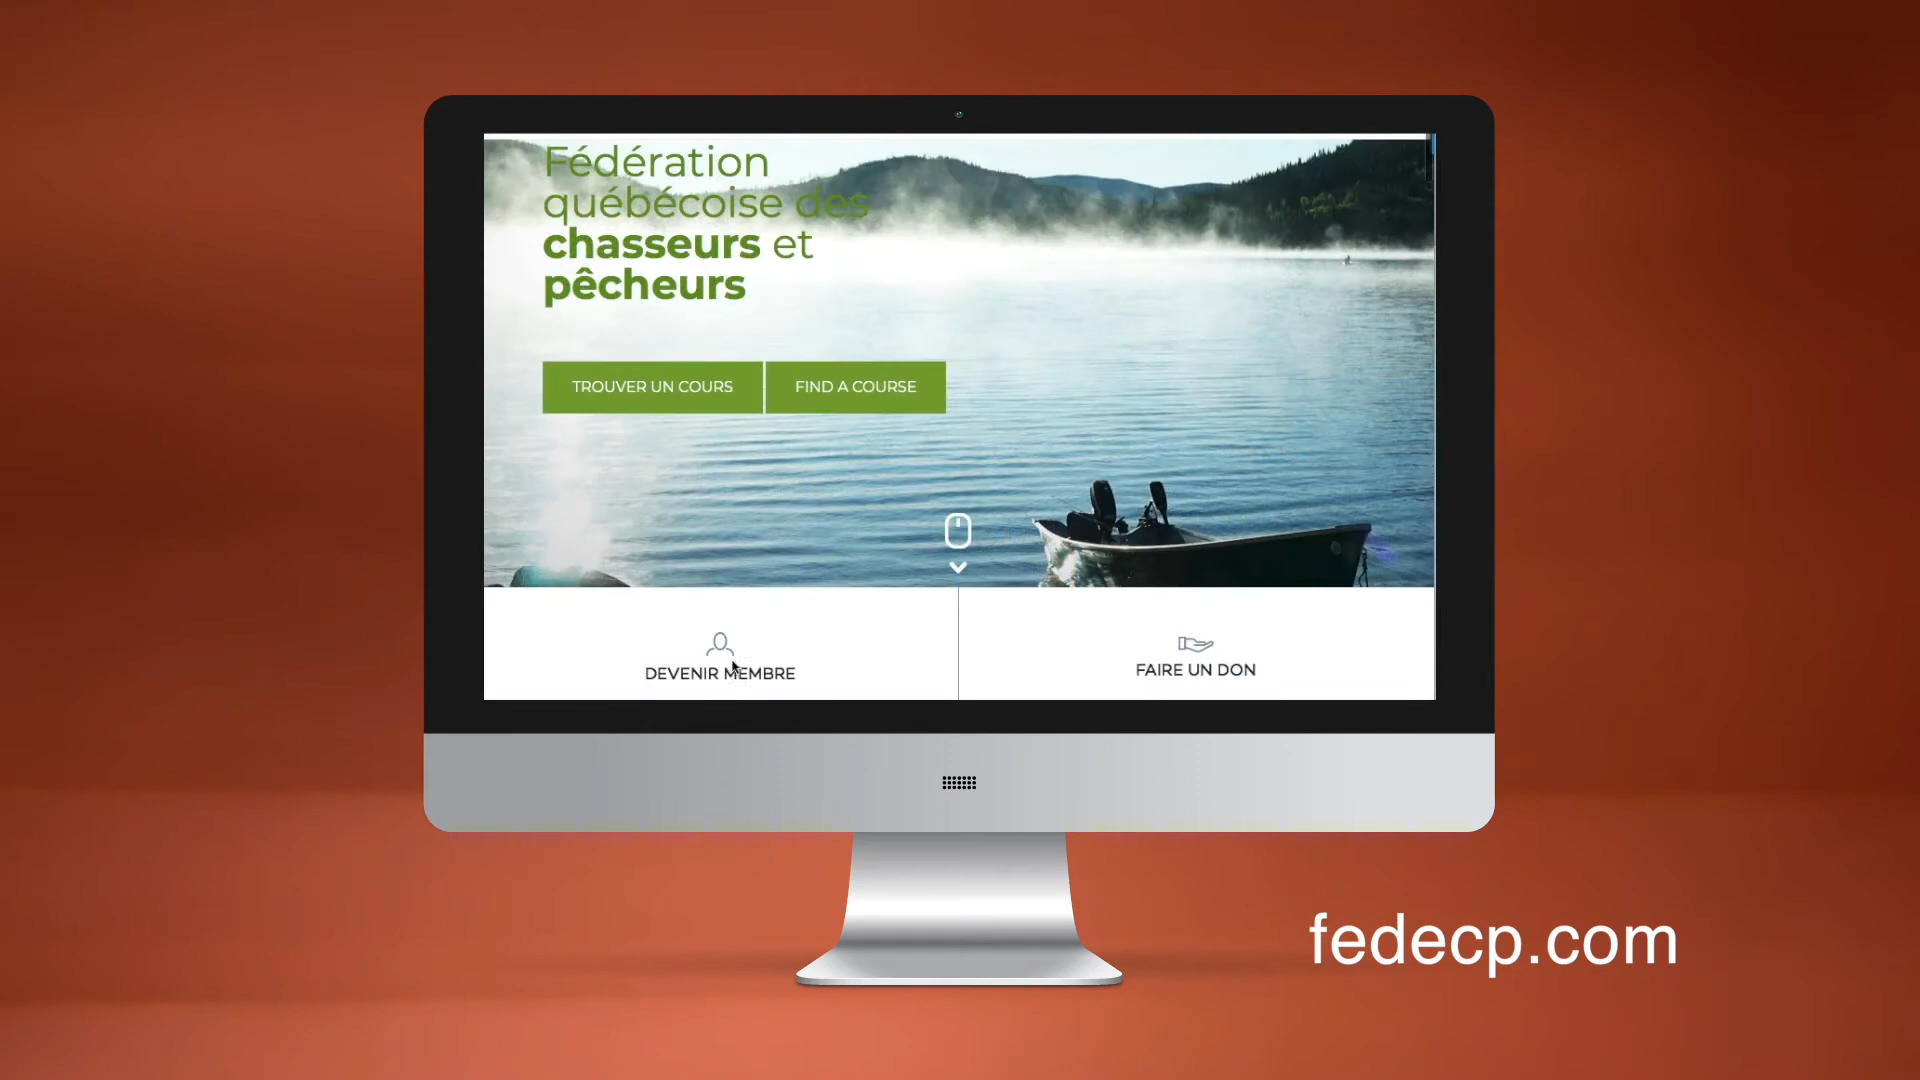 Fédération
québécoise des
chasseurs et
pêcheurs
TROUVER UN COURS
FIND A COURSE
DEVENIR MEMBRE
FAIRE UN DON
fedecp.com